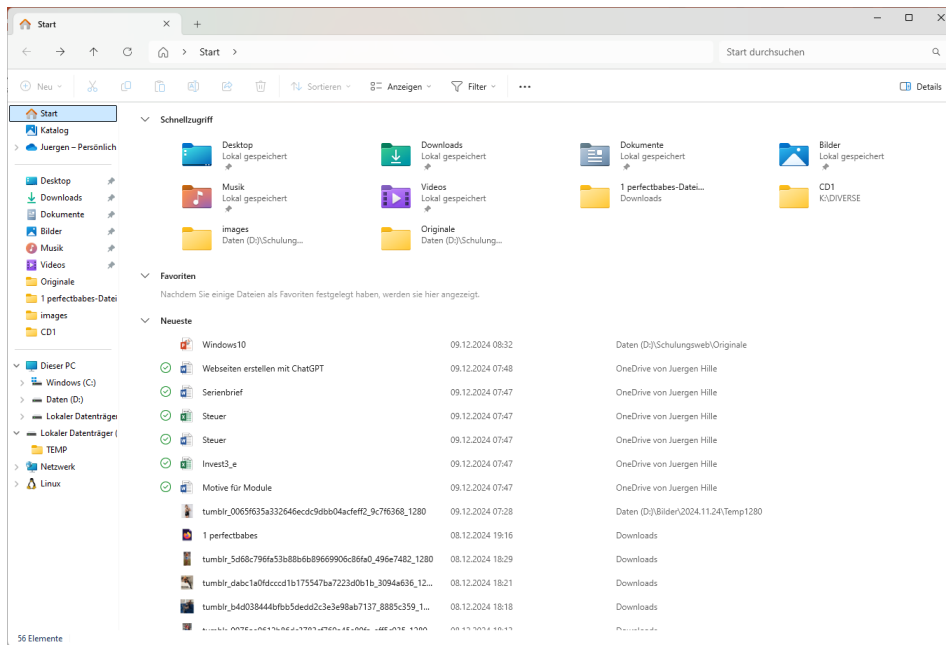 Start
Start
Start durchsuchen
Neu
Sortieren
Anzeigen
Filter
Details
Start
Katalog
Juergen – Persönlich
Desktop
Downloads
Dokumente
Bilder
Musik
Videos
Originale
1 perfectbabes-Datei
images
CD1
Dieser PC
Windows (C:)
Daten (D:)
Lokaler Datenträger
Lokaler Datenträger (
TEMP
Netzwerk
Linux
Schnellzugriff
Desktop
Lokal gespeichert
Downloads
Lokal gespeichert
Dokumente
Lokal gespeichert
Bilder
Lokal gespeichert
Musik
Lokal gespeichert
Videos
Lokal gespeichert
1 perfectbabes-Datei...
Downloads
CD1
K:\DIVERSE
images
Daten (D:)\Schulung...
Originale
Daten (D:)\Schulung...
Favoriten
Nachdem Sie einige Dateien als Favoriten festgelegt haben, werden sie hier angezeigt.
Neueste
Windows10 09.12.2024 08:32 Daten (D:)\Schulungsweb\Originale
Webseiten erstellen mit ChatGPT 09.12.2024 07:48 OneDrive von Juergen Hille
Serienbrief 09.12.2024 07:47 OneDrive von Juergen Hille
Steuer 09.12.2024 07:47 OneDrive von Juergen Hille
Steuer 09.12.2024 07:47 OneDrive von Juergen Hille
Invest3_e 09.12.2024 07:47 OneDrive von Juergen Hille
Motive für Module 09.12.2024 07:47 OneDrive von Juergen Hille
tumblr_0065f635a332646ecdc9dbb04acfeff2_9c7f6368_1280 09.12.2024 07:28 Daten (D:)\Bilder\2024.11.24\Temp1280
1 perfectbabes 08.12.2024 19:16 Downloads
tumblr_5d68c796fa53b88b6b89669906c86fa0_496e7482_1280 08.12.2024 18:29 Downloads
tumblr_dabc1a0fdcccd1b175547ba7223d0b1b_3094a636_12... 08.12.2024 18:21 Downloads
tumblr_b4d038444bfbb5dedd2c3e3e98ab7137_8885c359_1... 08.12.2024 18:18 Downloads
56 Elemente